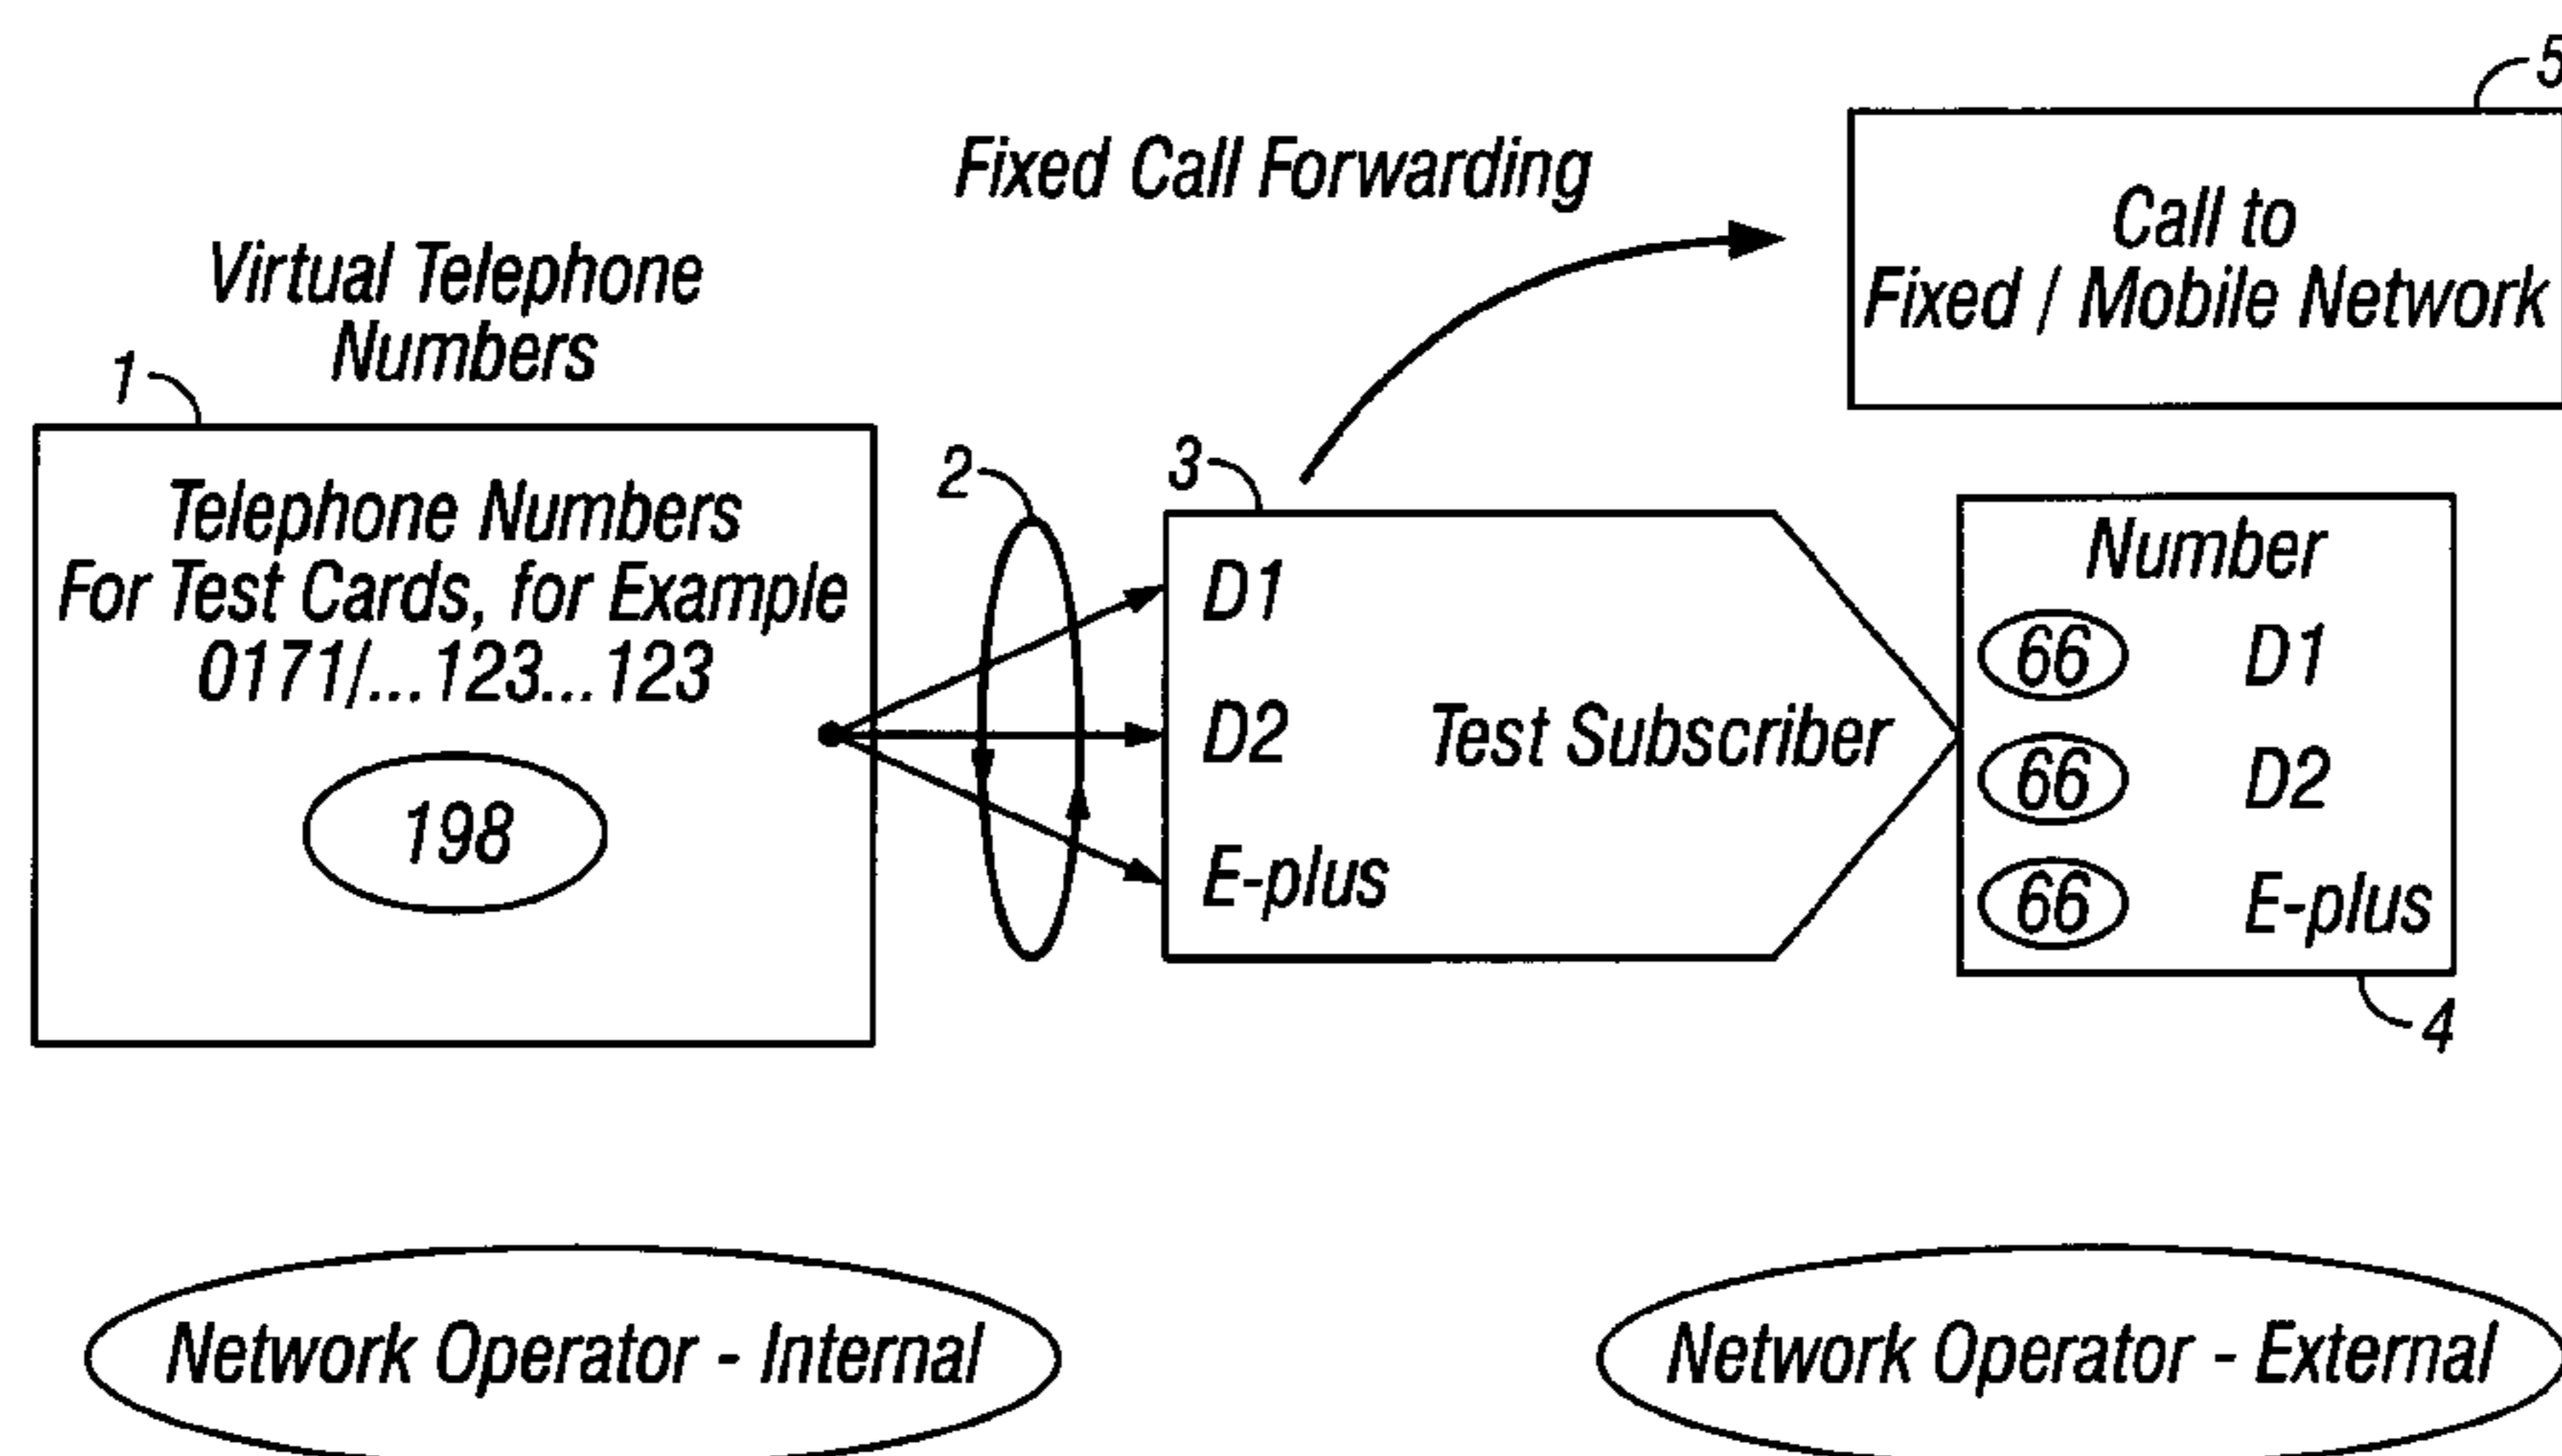 5
Fixed Call Forwarding
Call to
Fixed / Mobile Network
Virtual Telephone
Numbers
1
Telephone Numbers
For Test Cards, for Example
0171/...123...123
198
2
3
D1
D2
E-plus
Test Subscriber
Number
66 D1
66 D2
66 E-plus
4
Network Operator - Internal
Network Operator - External